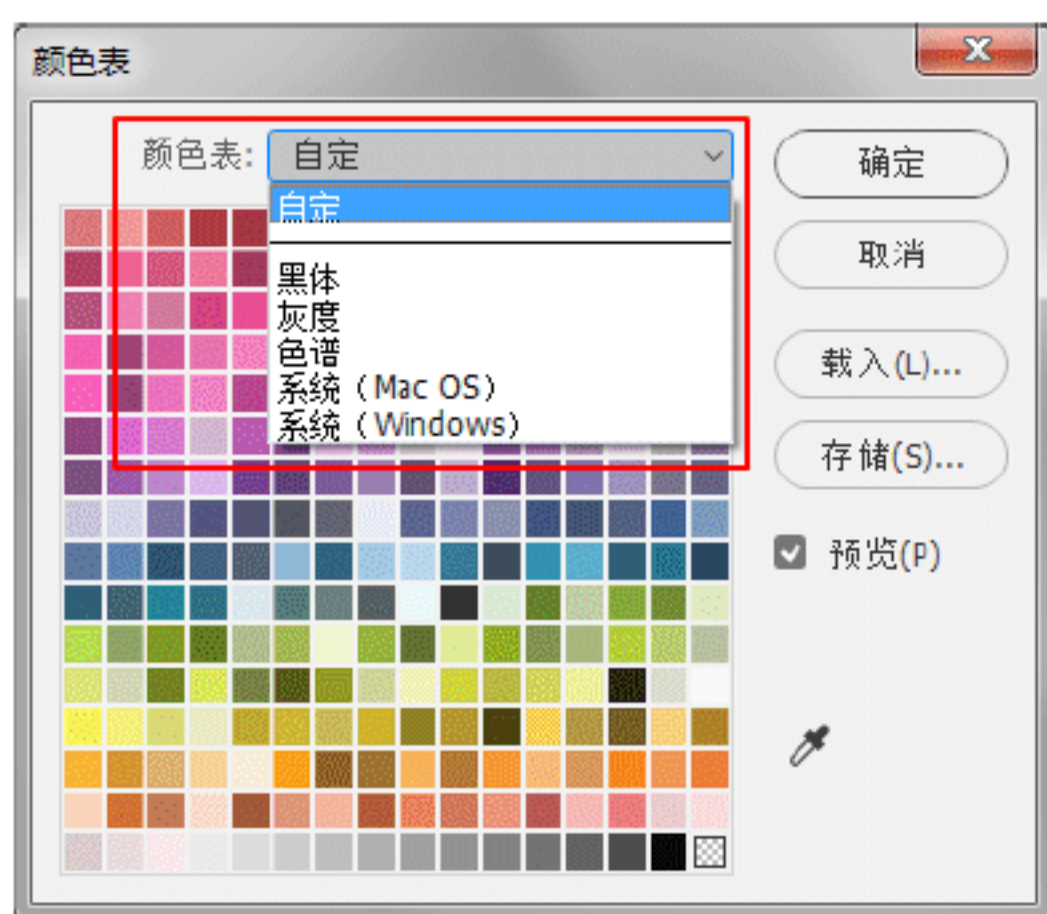 颜色表
颜色表: 自定
自定
黑体
灰度
色谱
系统（Mac OS）
系统（Windows）
确定
取消
载入(L)...
存储(S)...
预览(P)